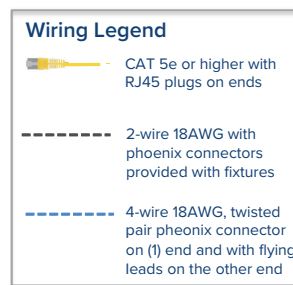 Wiring Legend
CAT 5e or higher with
RJ45 plugs on ends
2-wire 18AWG with
phoenix connectors
provided with fixtures
4-wire 18AWG, twisted
pair pheonix connector
on (1) end and with flying
leads on the other end